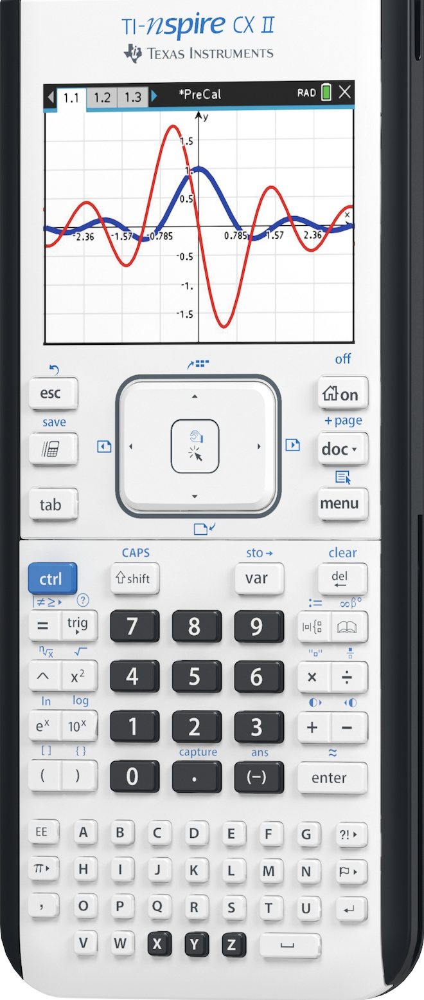 TI-nspire CX II
TEXAS INSTRUMENTS
1.1 1.2 1.3 *PreCal RAD
y
1.5
1.
0.5
x
-2.36 -1.57 -0.785 0.785 1.57 2.36
-0.5
-1.
-1.5
off
esc on
save + page
doc
tab menu
CAPS sto → clear
ctrl shift var del
|≠≥▸ ? := ∞β°
= trig 7 8 9
ⁿ√x √ "▫"
^ x² 4 5 6 × ÷
ln log
eˣ 10ˣ 1 2 3 + −
[ ] { } capture ans ≈
( ) 0 . (−) enter
EE A B C D E F G ?!▸
π▸ H I J K L M N
, O P Q R S T U
V W X Y Z